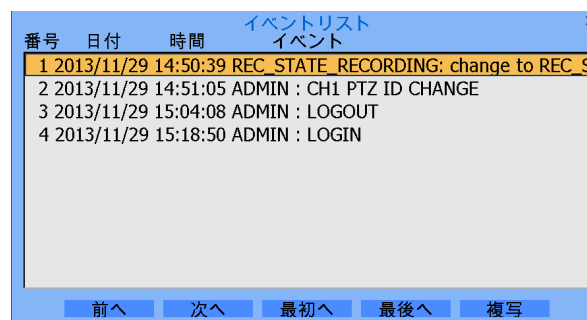 イベントリスト
番号 日付 時間 イベント
1 2013/11/29 14:50:39 REC_STATE_RECORDING: change to REC_S
2 2013/11/29 14:51:05 ADMIN : CH1 PTZ ID CHANGE
3 2013/11/29 15:04:08 ADMIN : LOGOUT
4 2013/11/29 15:18:50 ADMIN : LOGIN
前へ 次へ 最初へ 最後へ 複写